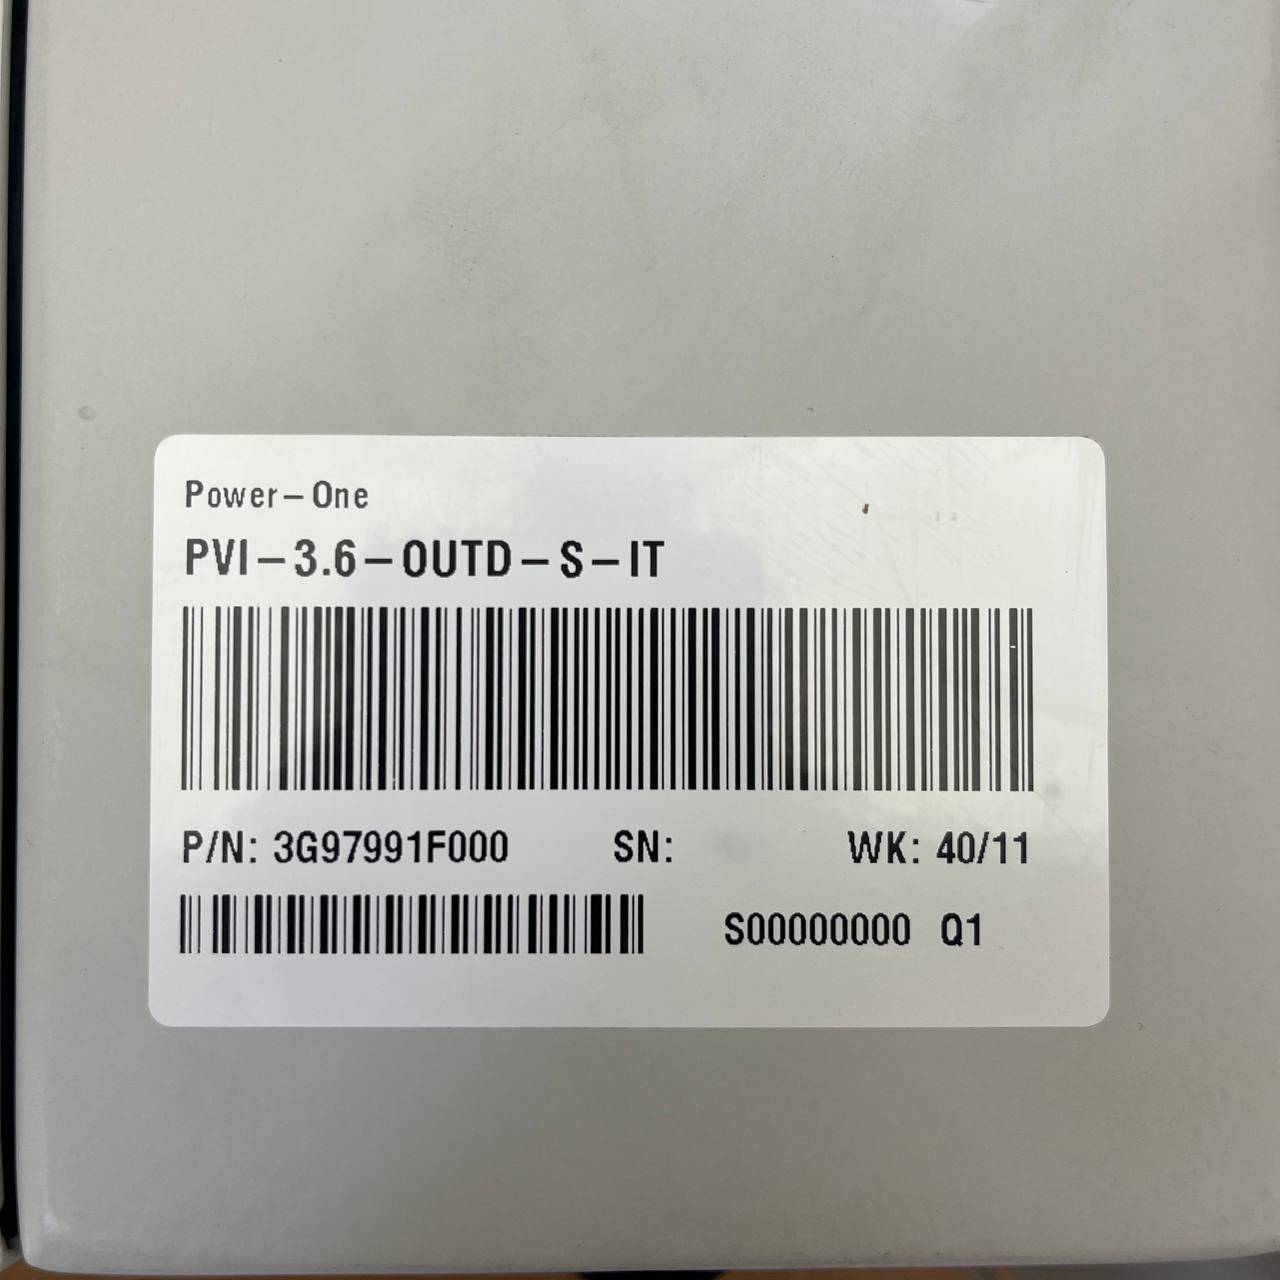 Power-One
PVI-3.6-OUTD-S-IT
P/N: 3G97991F000 SN: WK: 40/11
S00000000 Q1